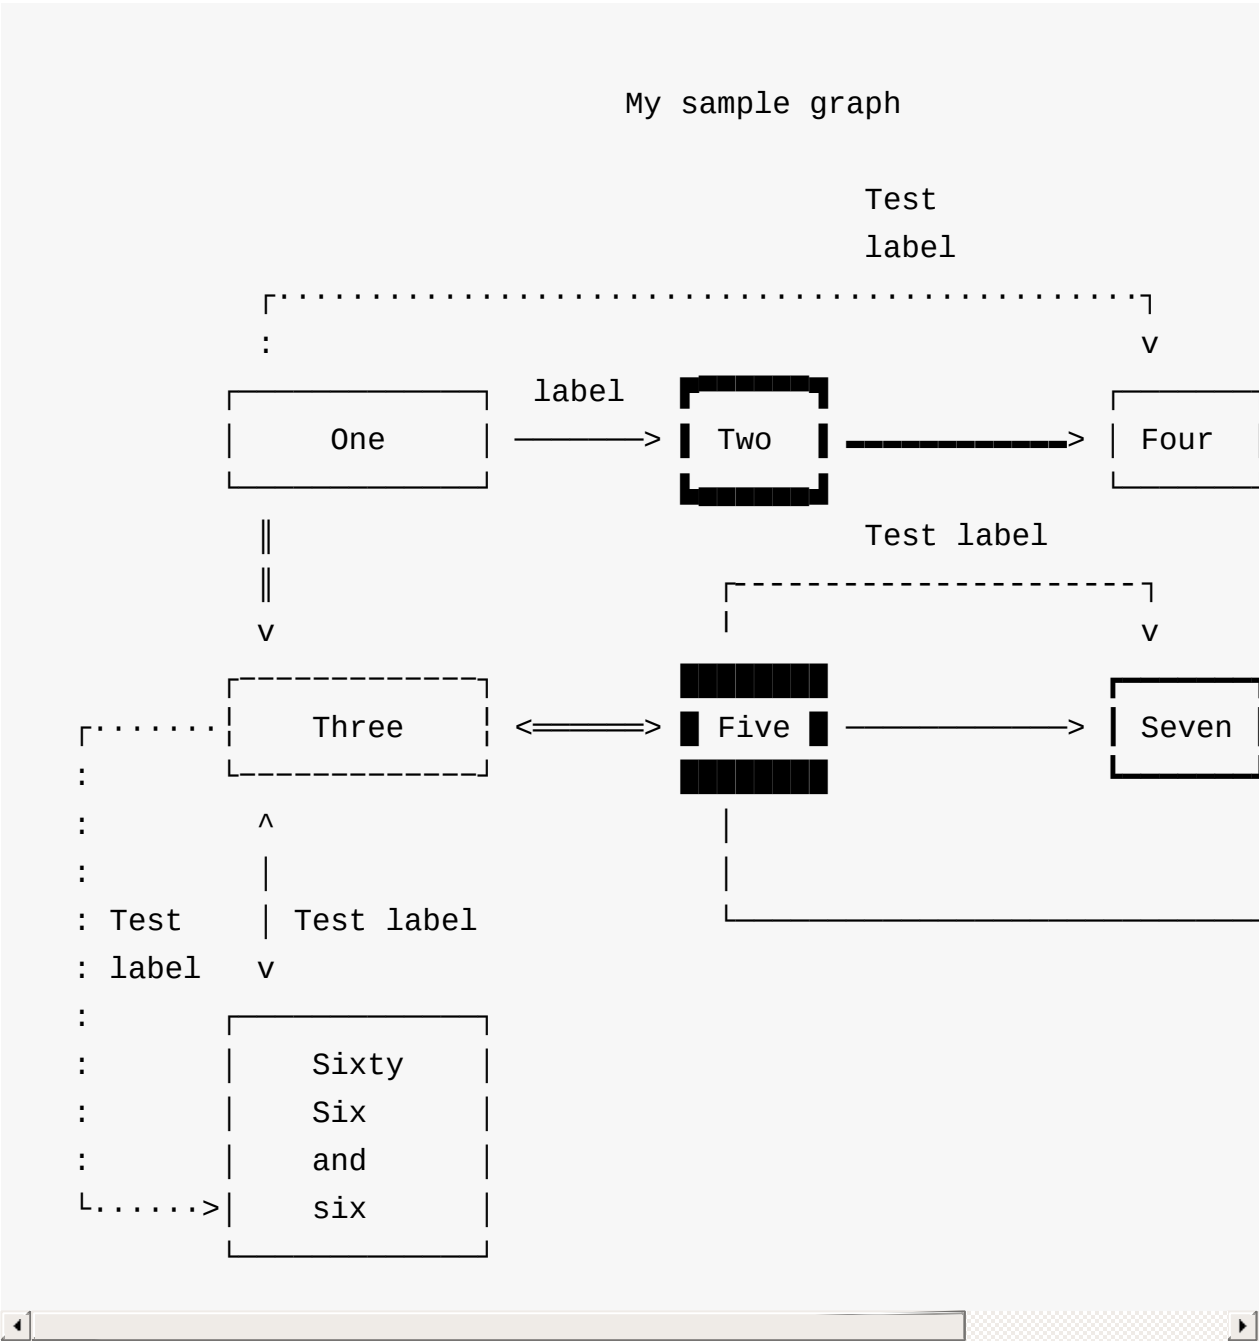 My sample graph
Test
label
label
One
Two
Four
Test label
Three
Five
Seven
Test
label
Test label
Sixty
Six
and
six